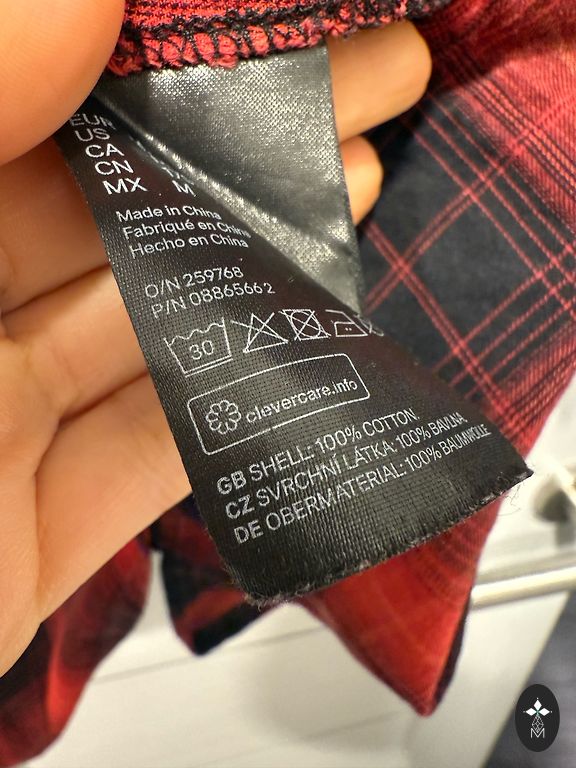 EUR
US
CA
CN
MX M
Made in China
Fabriqué en China
Hecho en China
O/N 259768
P/N 08865662
30
clevercare.info
GB SHELL: 100% COTTON
CZ SVRCHNÍ LÁTKA: 100% BAVLNA
DE OBERMATERIAL: 100% BAUMWOLLE
M